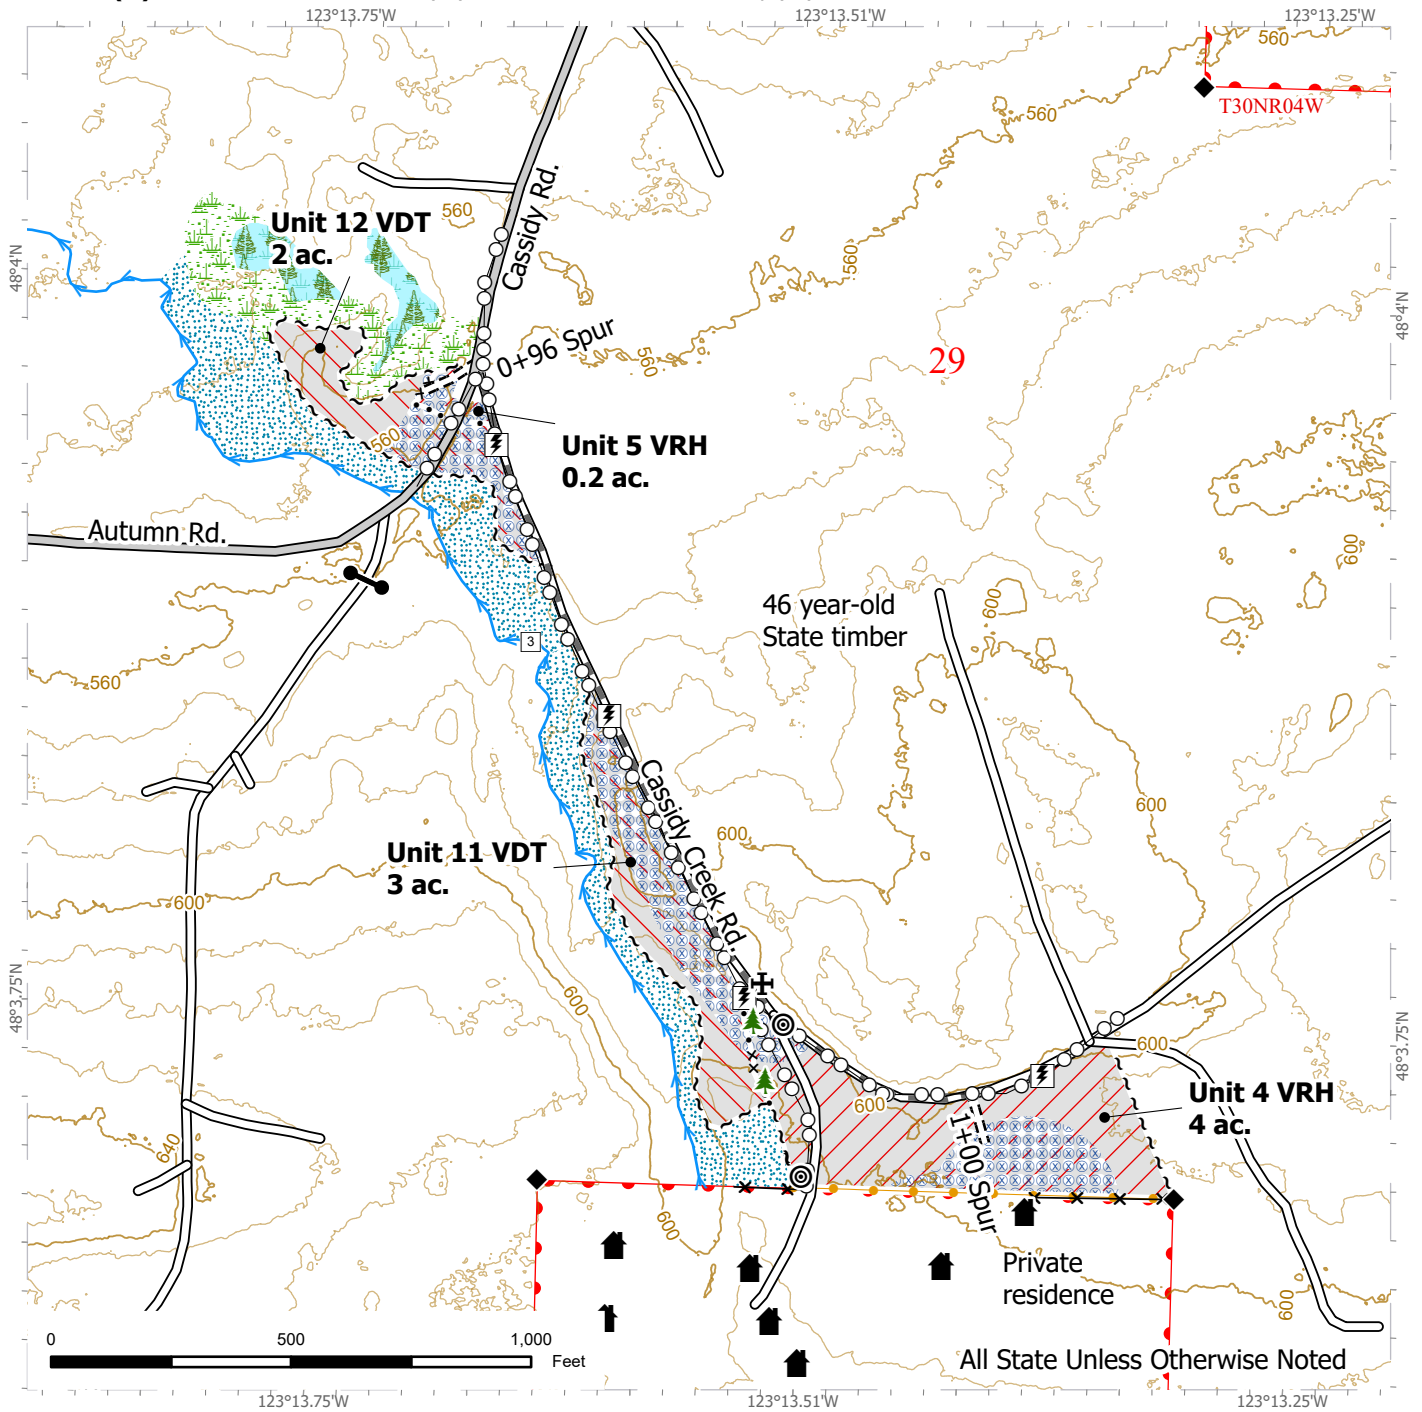 123°13.75'W
123°13.51'W
123°13.25'W
560
T30NR04W
560
Cassidy Rd.
560
Unit 12 VDT
2 ac.
48°4'N
560
48°4'N
0+96 Spur
560
29
560
Unit 5 VRH
0.2 ac.
Autumn Rd.
600
3
46 year-old
State timber
600
560
Cassidy Creek Rd.
600
600
Unit 11 VDT
3 ac.
600
48°3.75'N
600
48°3.75'N
600
600
Unit 4 VRH
4 ac.
1+00 Spur
640
600
Private
residence
600
0
500
1,000
Feet
All State Unless Otherwise Noted
123°13.75'W
123°13.51'W
123°13.25'W